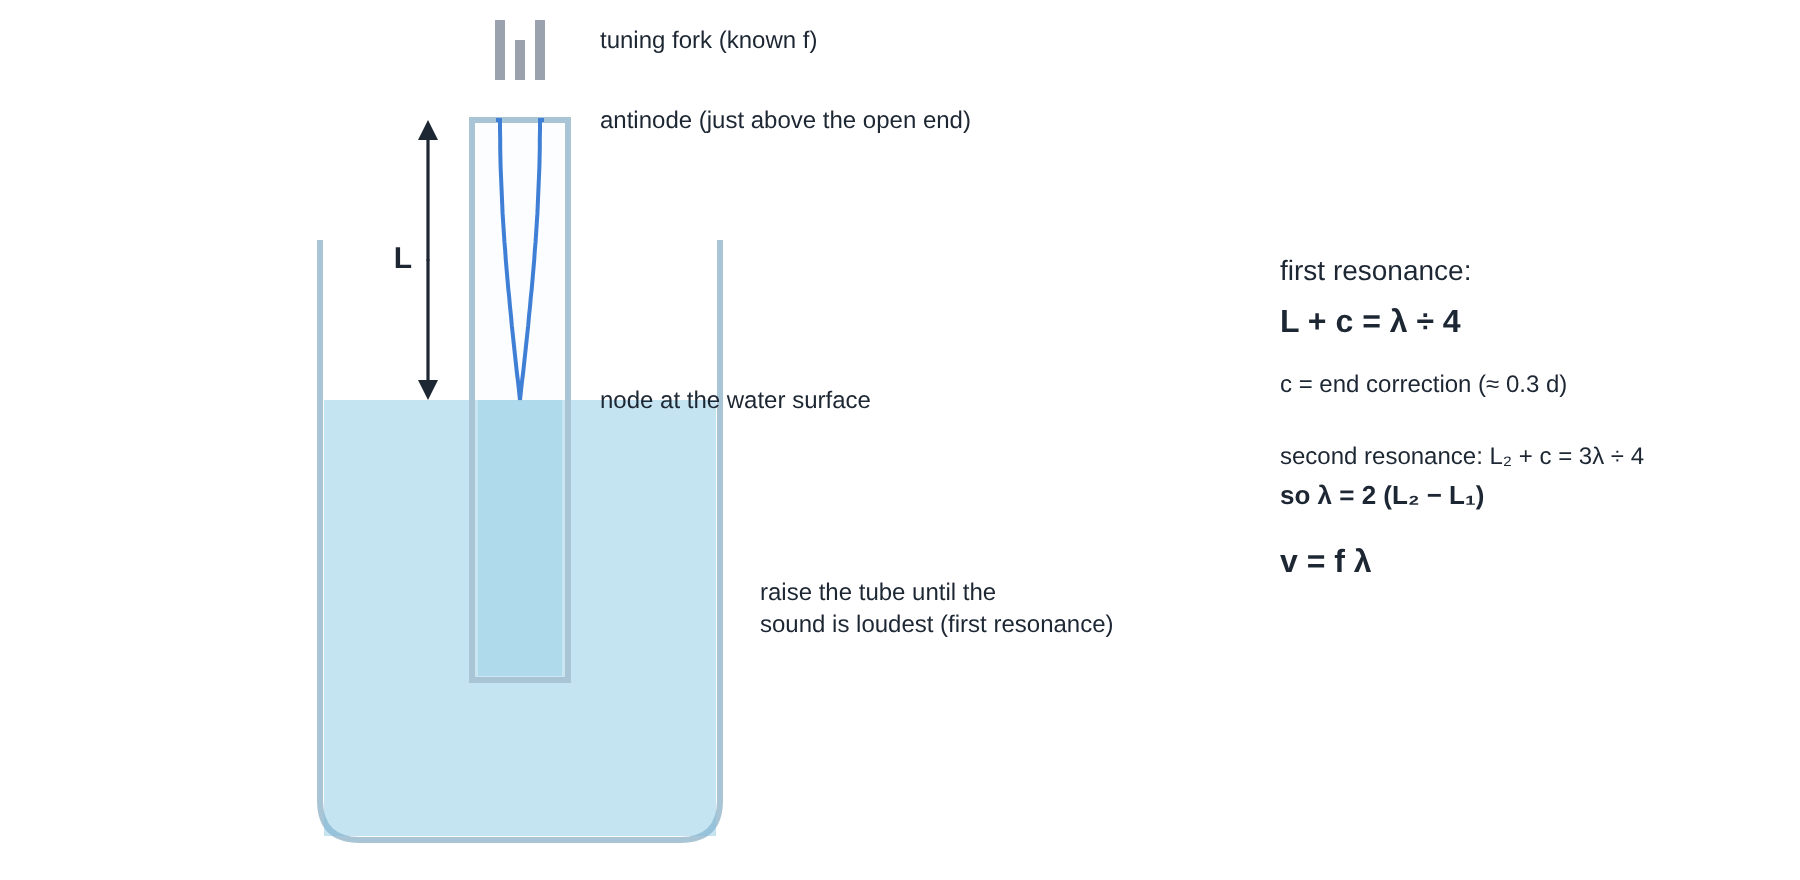 tuning fork (known f)
antinode (just above the open end)
L
node at the water surface
raise the tube until the
sound is loudest (first resonance)
first resonance:
L + c = λ ÷ 4
c = end correction (≈ 0.3 d)
second resonance: L₂ + c = 3λ ÷ 4
so λ = 2 (L₂ − L₁)
v = f λ